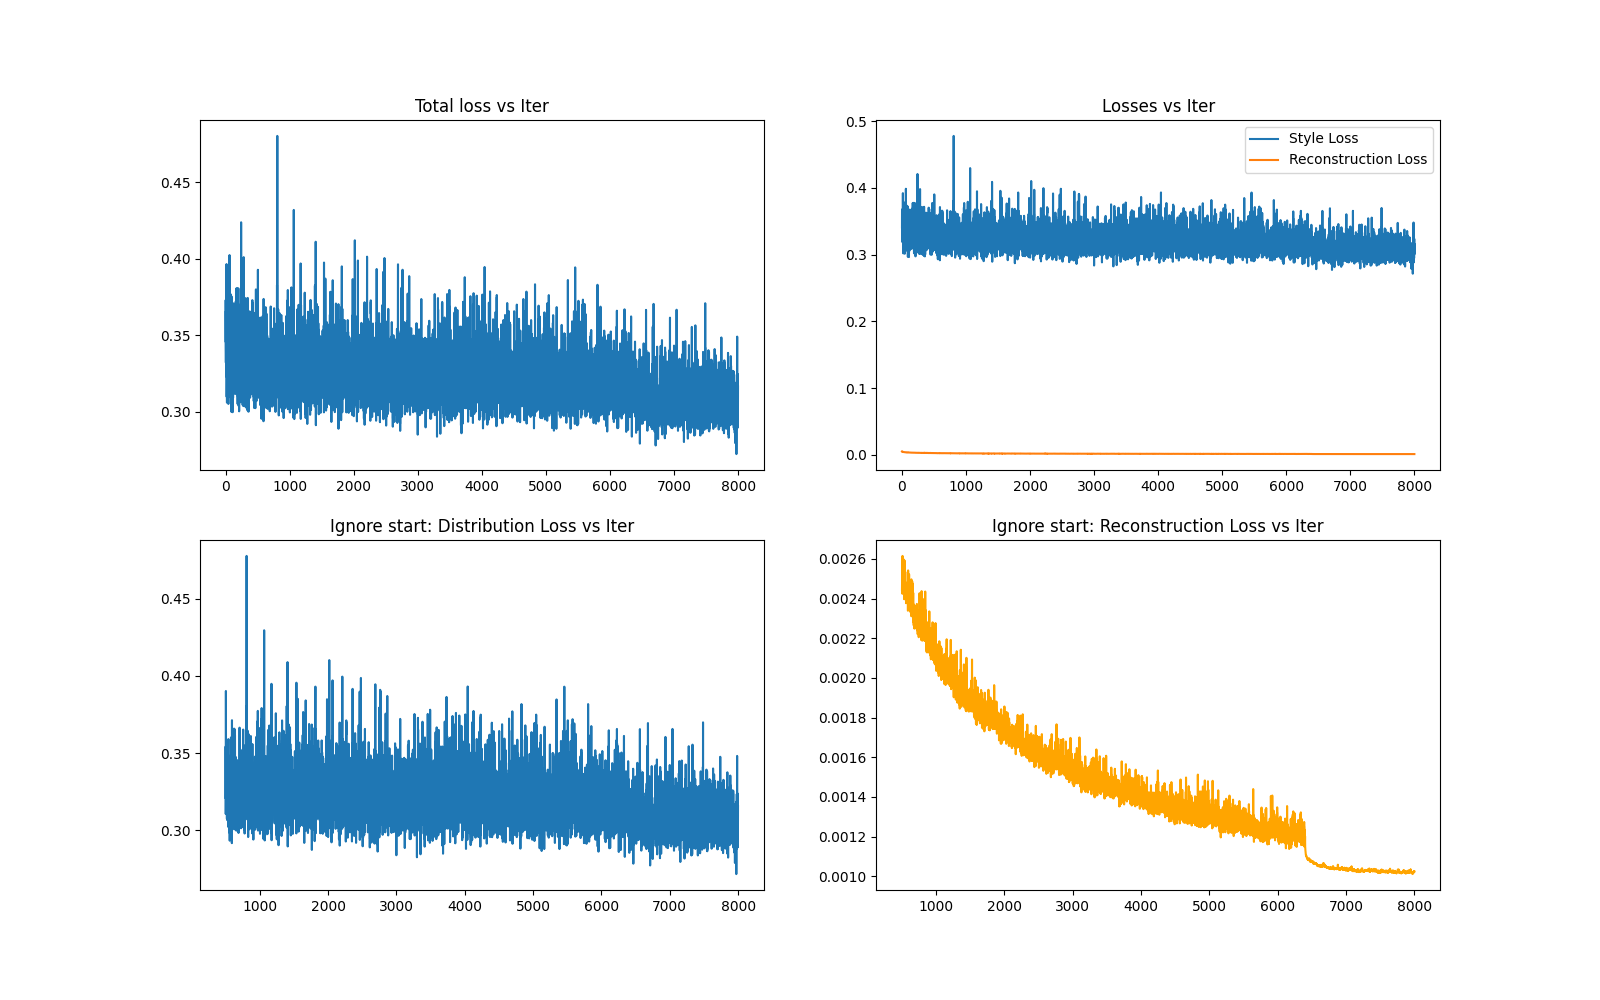 Total loss vs Iter
0.45
0.40
0.35
0.30
0 1000 2000 3000 4000 5000 6000 7000 8000
Losses vs Iter
0.5
0.4
0.3
0.2
0.1
0.0
Style Loss
Reconstruction Loss
0 1000 2000 3000 4000 5000 6000 7000 8000
Ignore start: Distribution Loss vs Iter
0.45
0.40
0.35
0.30
1000 2000 3000 4000 5000 6000 7000 8000
Ignore start: Reconstruction Loss vs Iter
0.0026
0.0024
0.0022
0.0020
0.0018
0.0016
0.0014
0.0012
0.0010
1000 2000 3000 4000 5000 6000 7000 8000